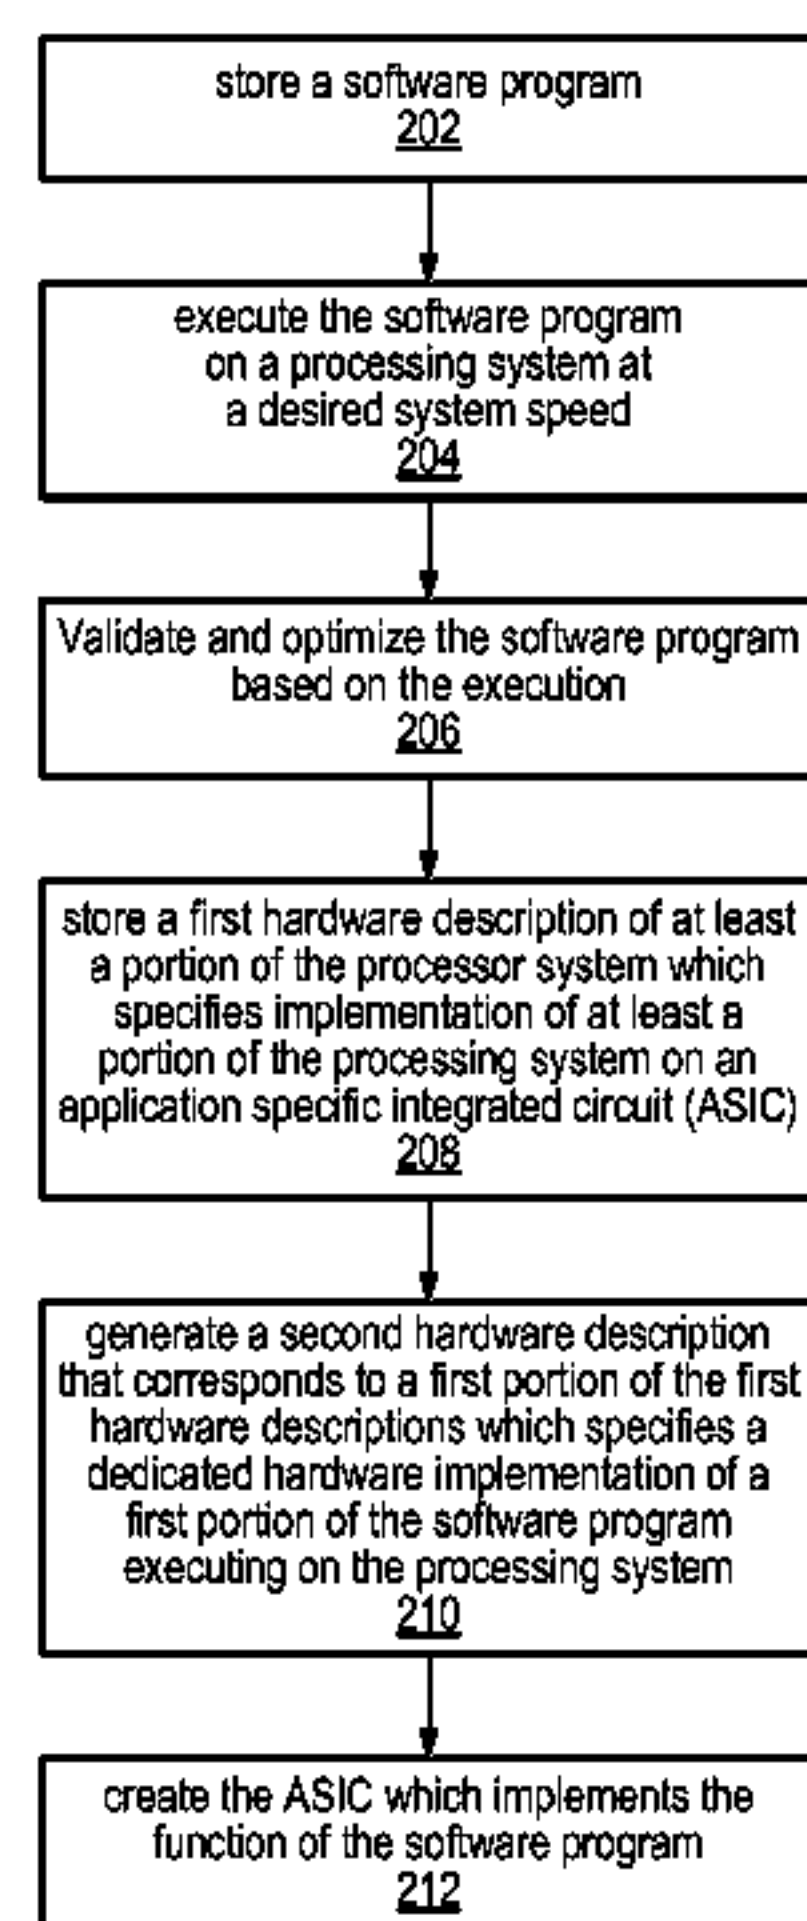 store a software program
202
execute the software program
on a processing system at
a desired system speed
204
Validate and optimize the software program
based on the execution
206
store a first hardware description of at least
a portion of the processor system which
specifies implementation of at least a
portion of the processing system on an
application specific integrated circuit (ASIC)
208
generate a second hardware description
that corresponds to a first portion of the first
hardware descriptions which specifies a
dedicated hardware implementation of a
first portion of the software program
executing on the processing system
210
create the ASIC which implements the
function of the software program
212